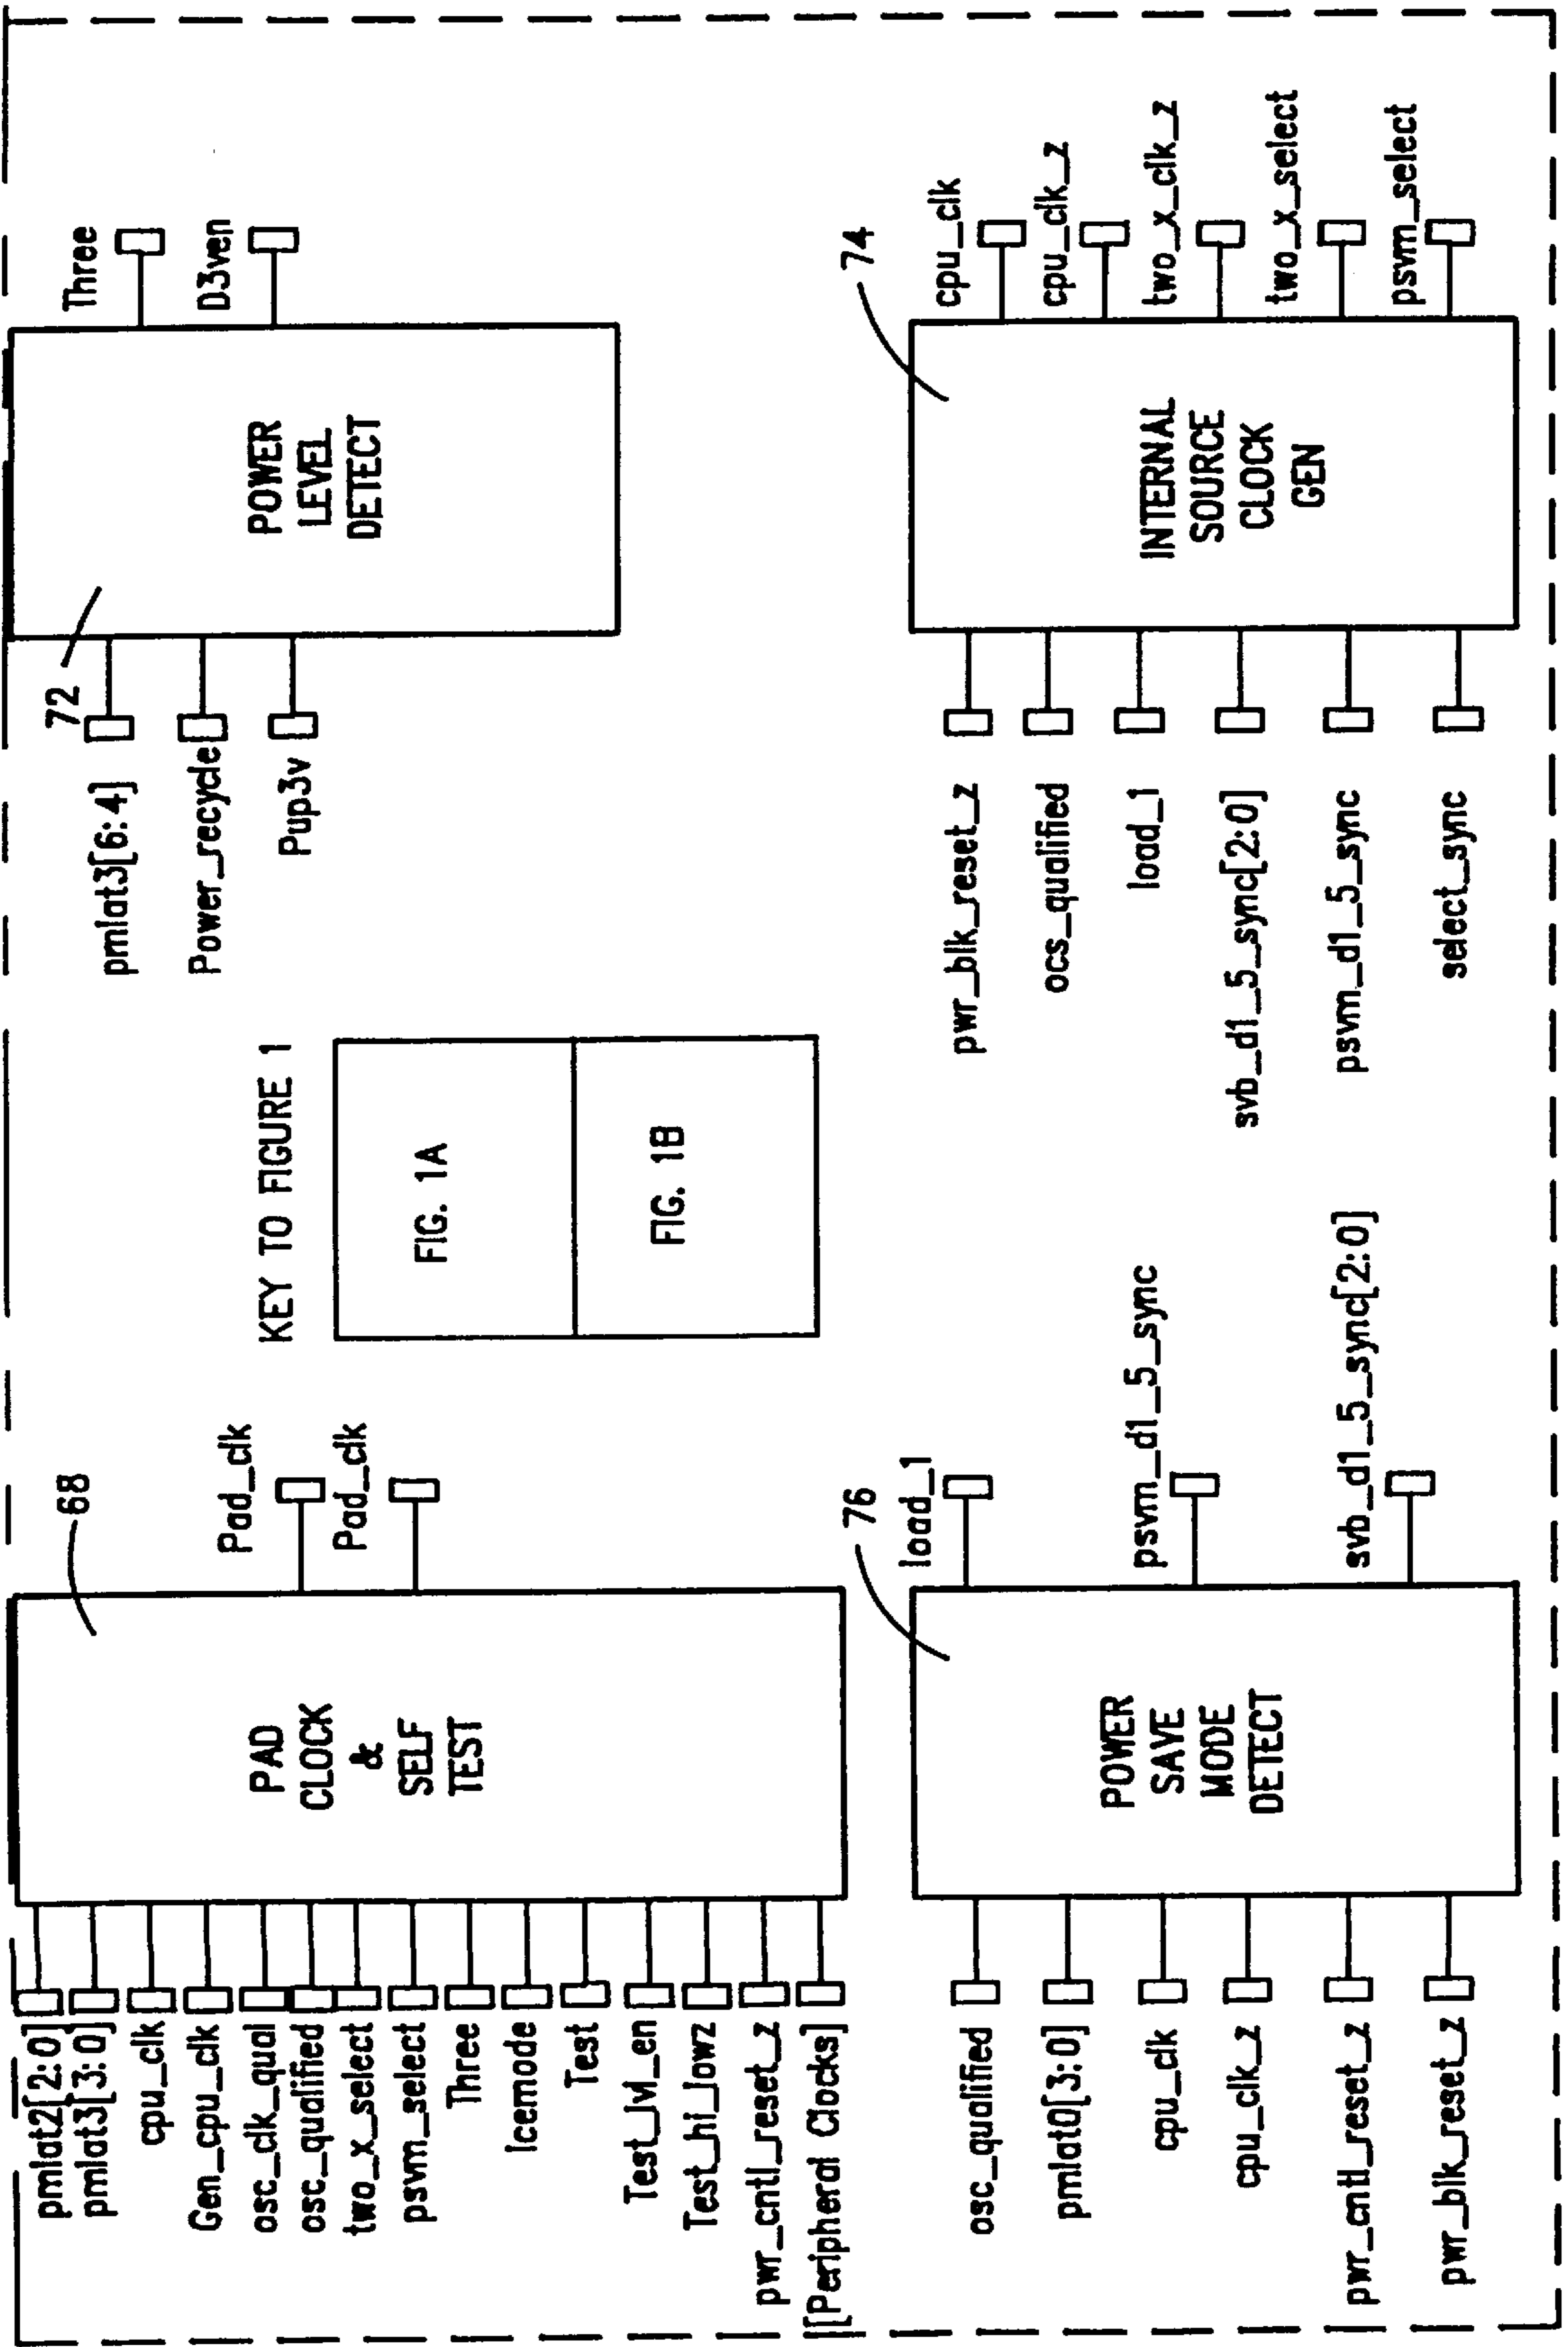 pmlat2[2:0]
pmlat3[3:0]
cpu_clk
Gen_cpu_clk
osc_clk_qual
osc_qualified
two_x_select
psvm_select
Three
Icemode
Test
Test_lvl_en
Test_hi_lowz
pwr_cntl_reset_z
[Peripheral Clocks]
PAD
CLOCK
&
SELF
TEST
68
Pad_clk
Pad_clk
KEY TO FIGURE 1
FIG. 1A
FIG. 1B
72
pmlat3[6:4]
Power_recycle
Pup3v
POWER
LEVEL
DETECT
Three
D3ven
osc_qualified
pmlat0[3:0]
cpu_clk
cpu_clk_z
pwr_cntl_reset_z
pwr_blk_reset_z
POWER
SAVE
MODE
DETECT
76
load_1
psvm_d1_5_sync
svb_d1_5_sync[2:0]
pwr_blk_reset_z
ocs_qualified
load_1
svb_d1_5_sync[2:0]
psvm_d1_5_sync
select_sync
INTERNAL
SOURCE
CLOCK
GEN
74
cpu_clk
cpu_clk_z
two_x_clk_z
two_x_select
psvm_select